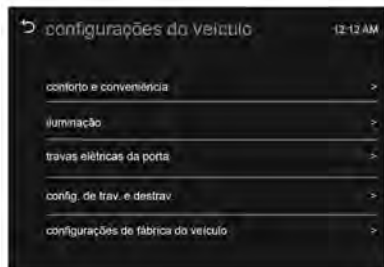 configurações do veículo 12:12 AM
conforto e conveniência >
iluminação >
travas elétricas da porta >
config. de trav. e destrav. >
configurações de fábrica do veículo >